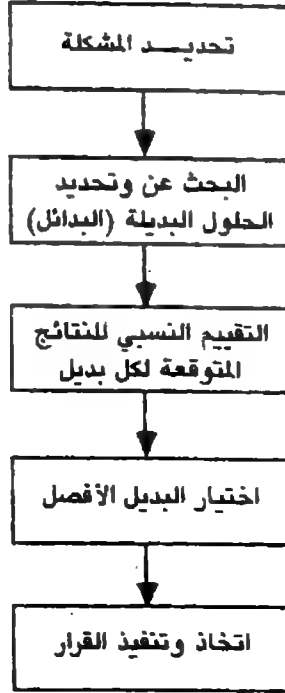 تحديـــد المشكلة
البحث عن وتحديد
الحلول البديلة (البدائل)
التقييم النسبي للنتائج
المتوقعة لكل بديل
اختيار البديل الأفضل
اتخاذ وتنفيذ القرار